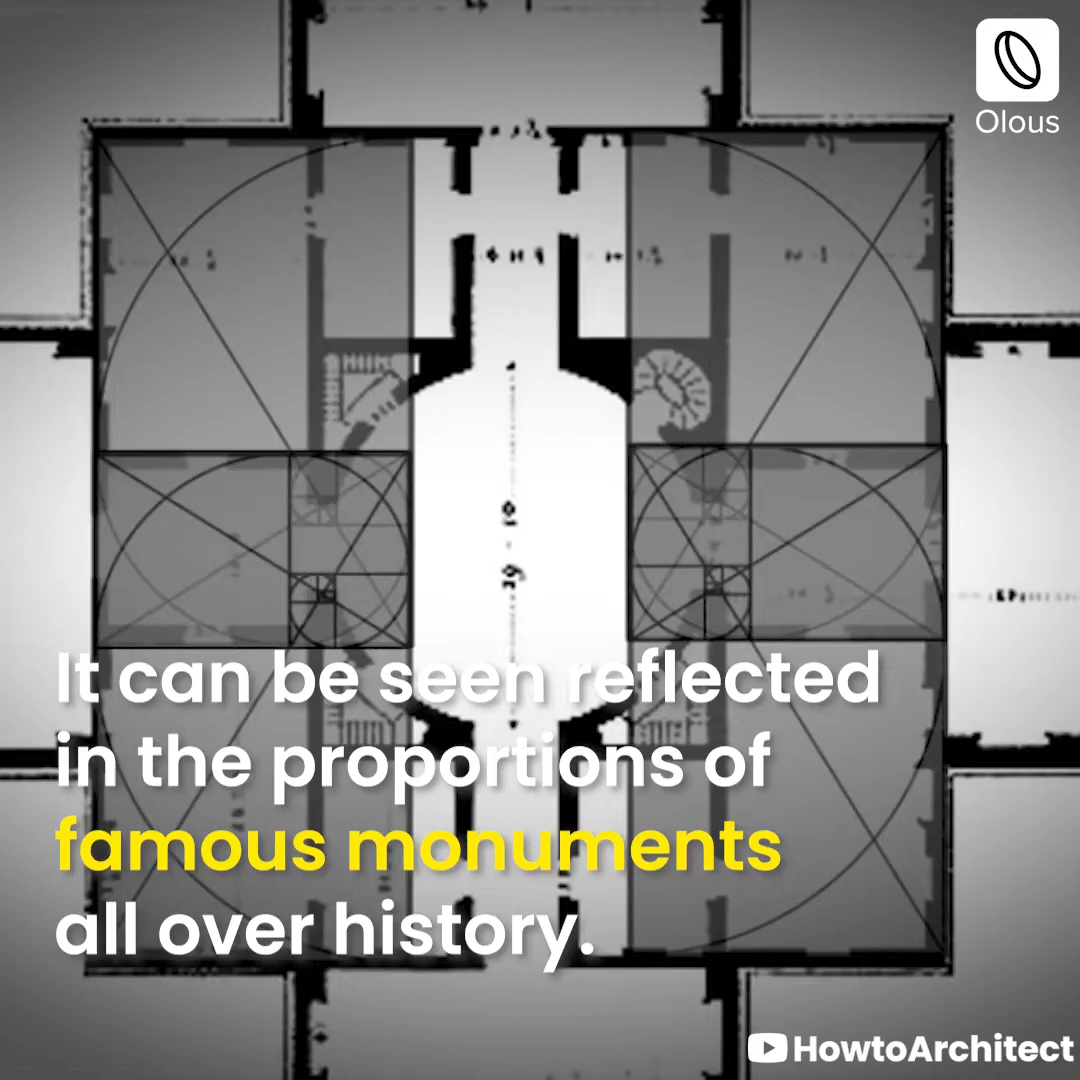 Olous
It can be seen reflected
in the proportions of
famous monuments
all over history.
HowtoArchitect